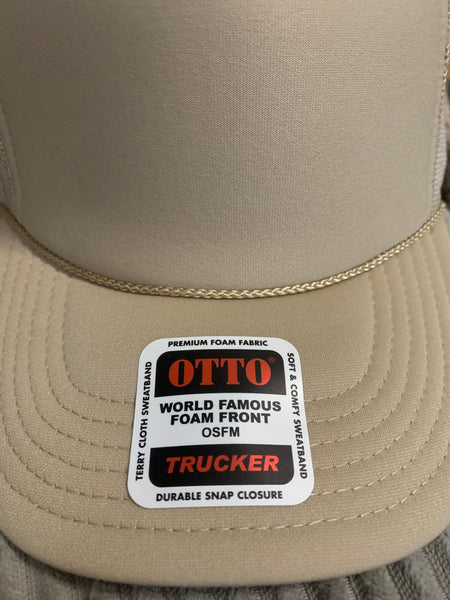 PREMIUM FOAM FABRIC
OTTO®
WORLD FAMOUS
FOAM FRONT
OSFM
TRUCKER
DURABLE SNAP CLOSURE
TERRY CLOTH SWEATBAND
SOFT & COMFY SWEATBAND